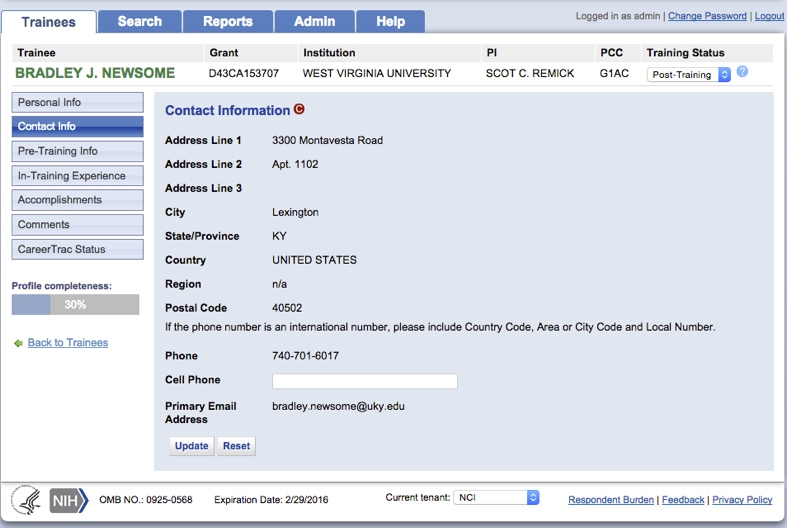 Trainees Search Reports Admin Help Logged in as admin | Change Password | Logout
Trainee Grant Institution PI PCC Training Status
BRADLEY J. NEWSOME D43CA153707 WEST VIRGINIA UNIVERSITY SCOT C. REMICK G1AC Post-Training ?
Personal Info
Contact Info
Pre-Training Info
In-Training Experience
Accomplishments
Comments
CareerTrac Status
Profile completeness:
30%
Back to Trainees
Contact Information C
Address Line 1 3300 Montavesta Road
Address Line 2 Apt. 1102
Address Line 3
City Lexington
State/Province KY
Country UNITED STATES
Region n/a
Postal Code 40502
If the phone number is an international number, please include Country Code, Area or City Code and Local Number.
Phone 740-701-6017
Cell Phone
Primary Email bradley.newsome@uky.edu
Address
Update Reset
NIH OMB NO.: 0925-0568 Expiration Date: 2/29/2016 Current tenant: NCI Respondent Burden | Feedback | Privacy Policy